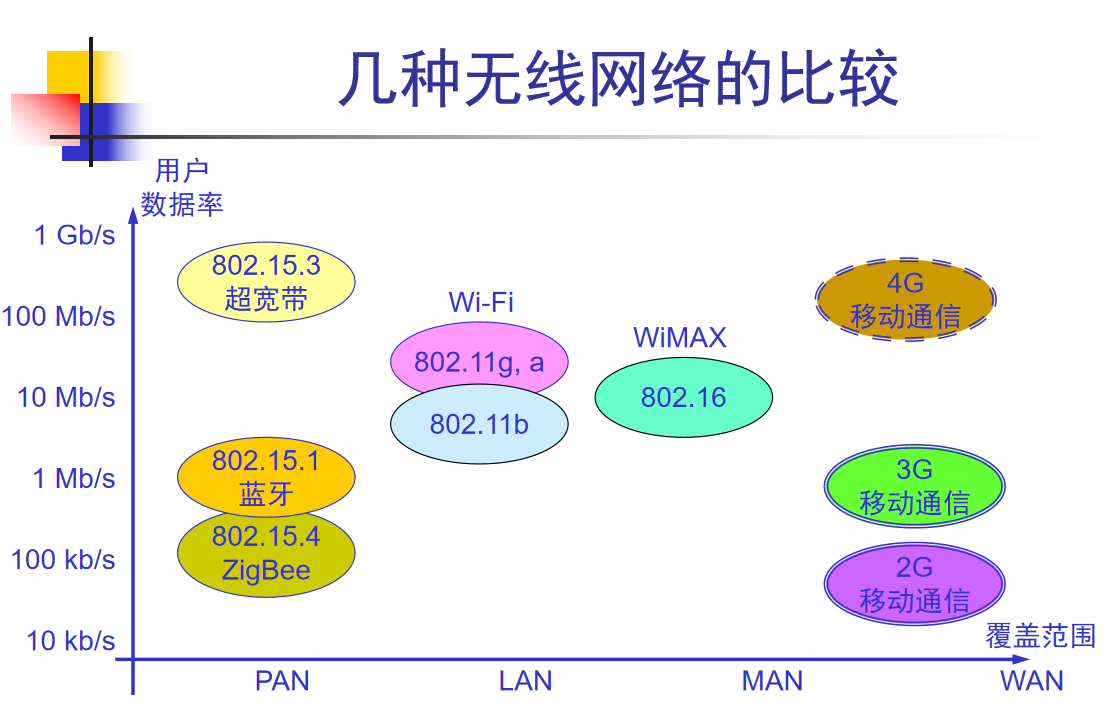 几种无线网络的比较
用户
数据率
1 Gb/s
802.15.3
超宽带
4G
移动通信
Wi-Fi
100 Mb/s
WiMAX
802.11g, a
10 Mb/s
802.16
802.11b
802.15.1
蓝牙
1 Mb/s
3G
移动通信
802.15.4
ZigBee
100 kb/s
2G
移动通信
10 kb/s
覆盖范围
PAN
LAN
MAN
WAN